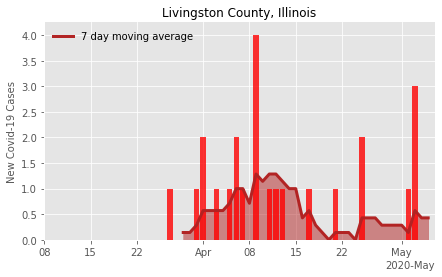 Livingston County, Illinois
7 day moving average
New Covid-19 Cases
4.0
3.5
3.0
2.5
2.0
1.5
1.0
0.5
0.0
08 15 22 Apr 08 15 22 May
2020-May